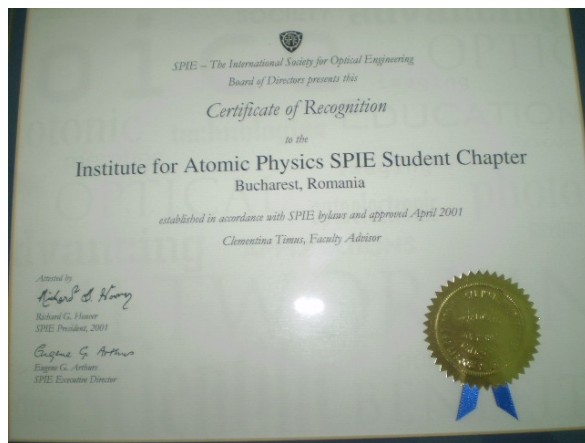 SPIE – The International Society for Optical Engineering
Board of Directors presents this
Certificate of Recognition
to the
Institute for Atomic Physics SPIE Student Chapter
Bucharest, Romania
established in accordance with SPIE bylaws and approved April 2001
Clementina Timus, Faculty Advisor
Attested by
Richard G. Hoover
SPIE President, 2001
Eugene G. Arthurs
Eugene G. Arthurs
SPIE Executive Director